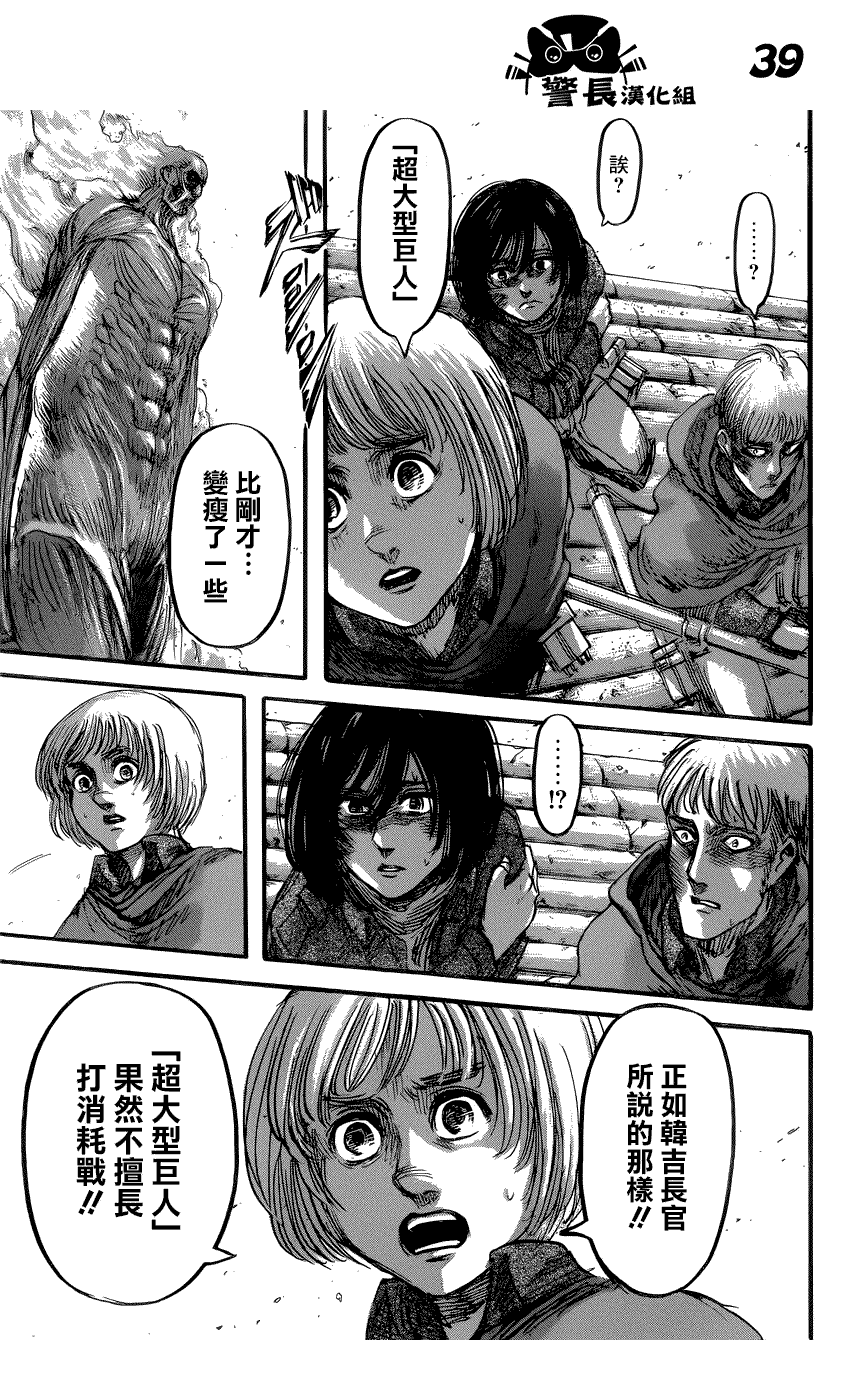 39
警長漢化組
……?
誒?
「超大型巨人」
比剛才…
變瘦了一些
……!?
正如韓吉長官
所說的那樣!!
「超大型巨人」
果然不擅長
打消耗戰!!